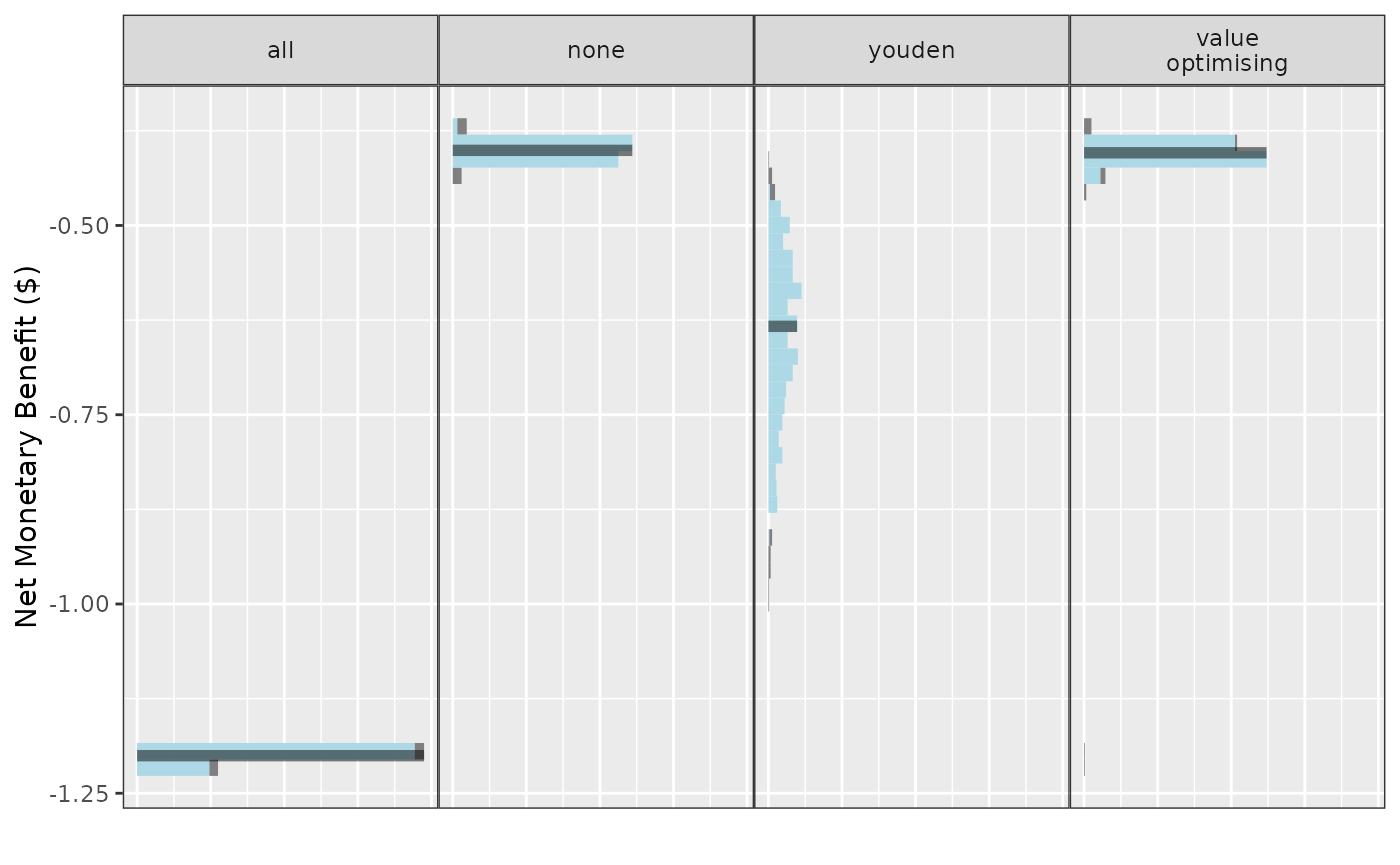 all
none
youden
value
optimising
Net Monetary Benefit ($)
-0.50
-0.75
-1.00
-1.25